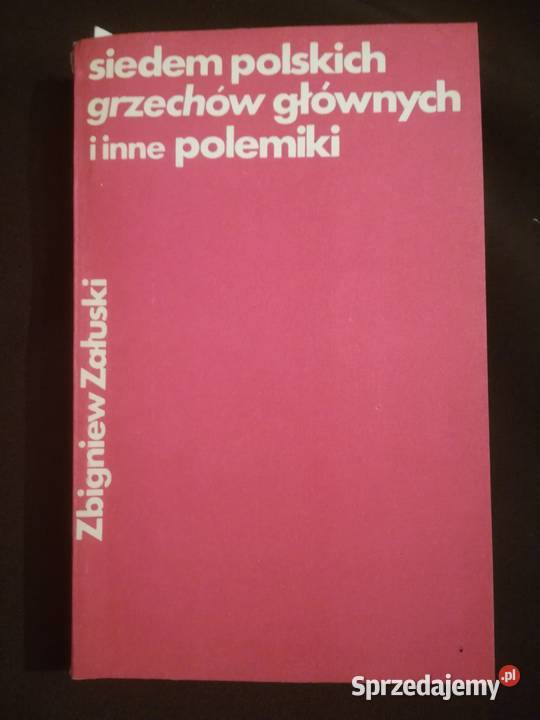 siedem polskich
grzechów głównych
i inne polemiki
Zbigniew Załuski
Sprzedajemy.pl